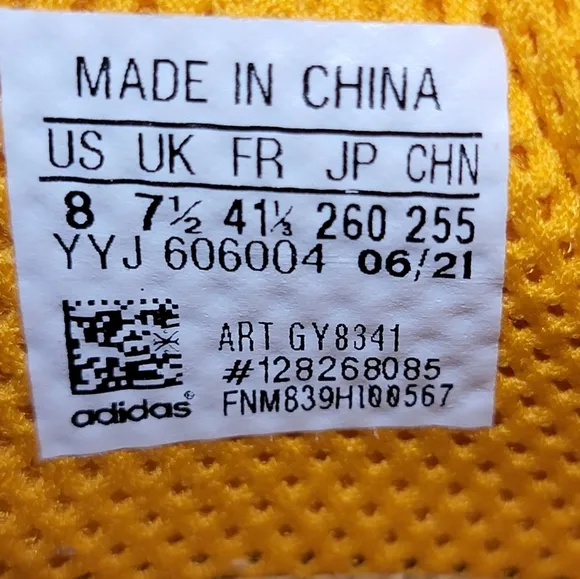 MADE IN CHINA
US UK FR JP CHN
8 7½ 41⅓ 260 255
YYJ 606004 06/21
ART GY8341
#128268085
adidas® FNM839H100567